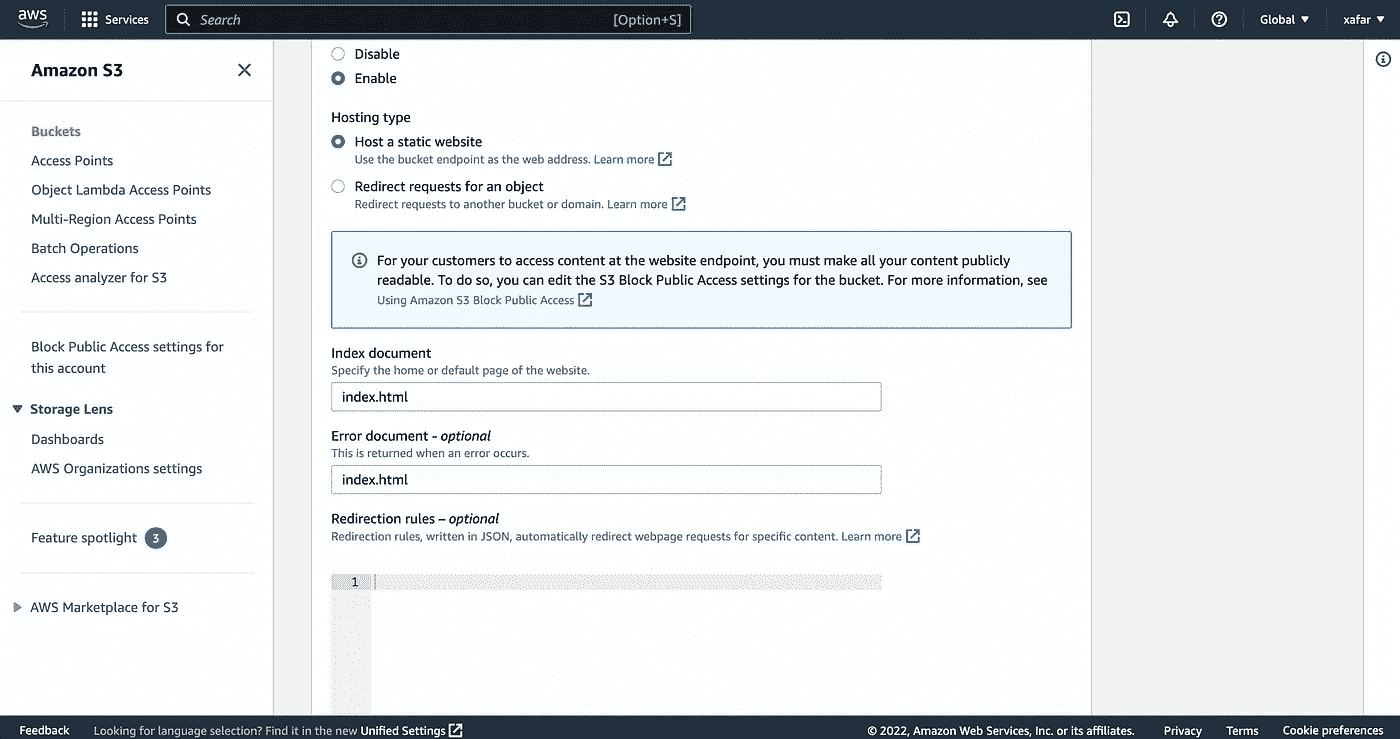 aws
Services
Search
[Option+S]
Global
xafar
Amazon S3
Buckets
Access Points
Object Lambda Access Points
Multi-Region Access Points
Batch Operations
Access analyzer for S3
Block Public Access settings for
this account
Storage Lens
Dashboards
AWS Organizations settings
Feature spotlight 3
AWS Marketplace for S3
Disable
Enable
Hosting type
Host a static website
Use the bucket endpoint as the web address. Learn more
Redirect requests for an object
Redirect requests to another bucket or domain. Learn more
For your customers to access content at the website endpoint, you must make all your content publicly
readable. To do so, you can edit the S3 Block Public Access settings for the bucket. For more information, see
Using Amazon S3 Block Public Access
Index document
Specify the home or default page of the website.
index.html
Error document - optional
This is returned when an error occurs.
index.html
Redirection rules – optional
Redirection rules, written in JSON, automatically redirect webpage requests for specific content. Learn more
1
Feedback
Looking for language selection? Find it in the new Unified Settings
© 2022, Amazon Web Services, Inc. or its affiliates.
Privacy
Terms
Cookie preferences